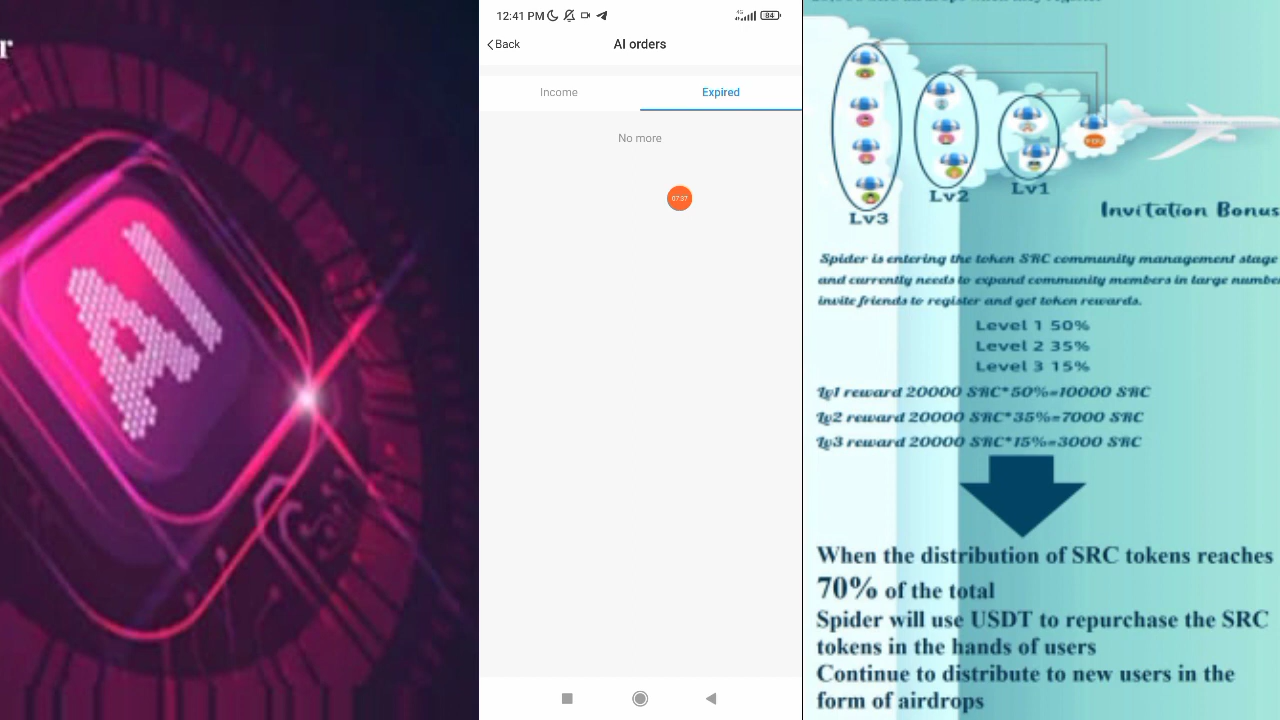 r
AI
12:41 PM
4G
84
Back
AI orders
Income
Expired
No more
07:37
Lv3
Lv2
Lv1
Invitation Bonus
Spider is entering the token SRC community management stage
and currently needs to expand community members in large
invite friends to register and get token rewards.
Level 1 50%
Level 2 35%
Level 3 15%
Lv1 reward 20000 SRC*50%=10000 SRC
Lv2 reward 20000 SRC*35%=7000 SRC
Lv3 reward 20000 SRC*15%=3000 SRC
When the distribution of SRC tokens reaches
70% of the total
Spider will use USDT to repurchase the SRC
tokens in the hands of users
Continue to distribute to new users in the
form of airdrops